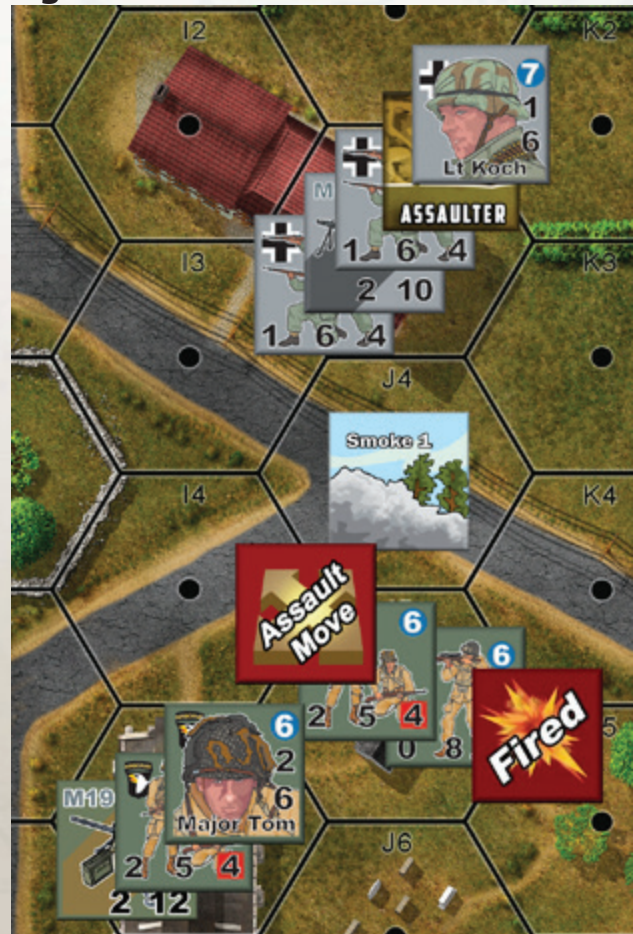 I2
K2
7
1
6
Lt Koch
ASSAULTER
M
I3
K3
1 6 4
2 10
1 6 4
J4
Smoke 1
I4
K4
Assault
Move
6
6
2 5 4
0 8
Fired
5
6
2
6
Major Tom
M19
2 5 4
2 12
J6